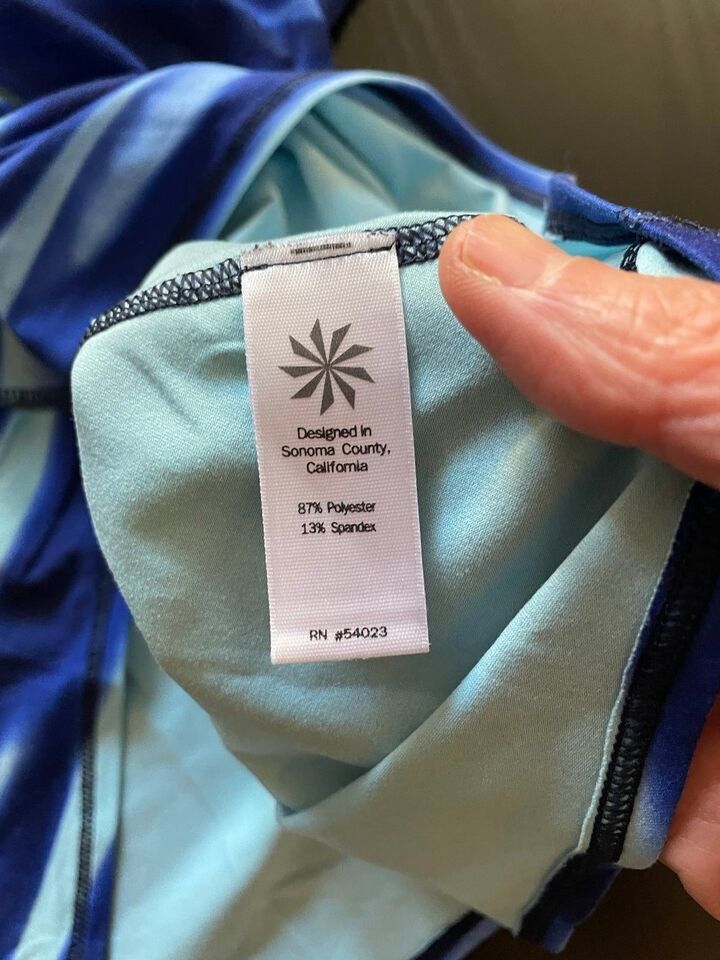 Designed in
Sonoma County,
California
87% Polyester
13% Spandex
RN #54023